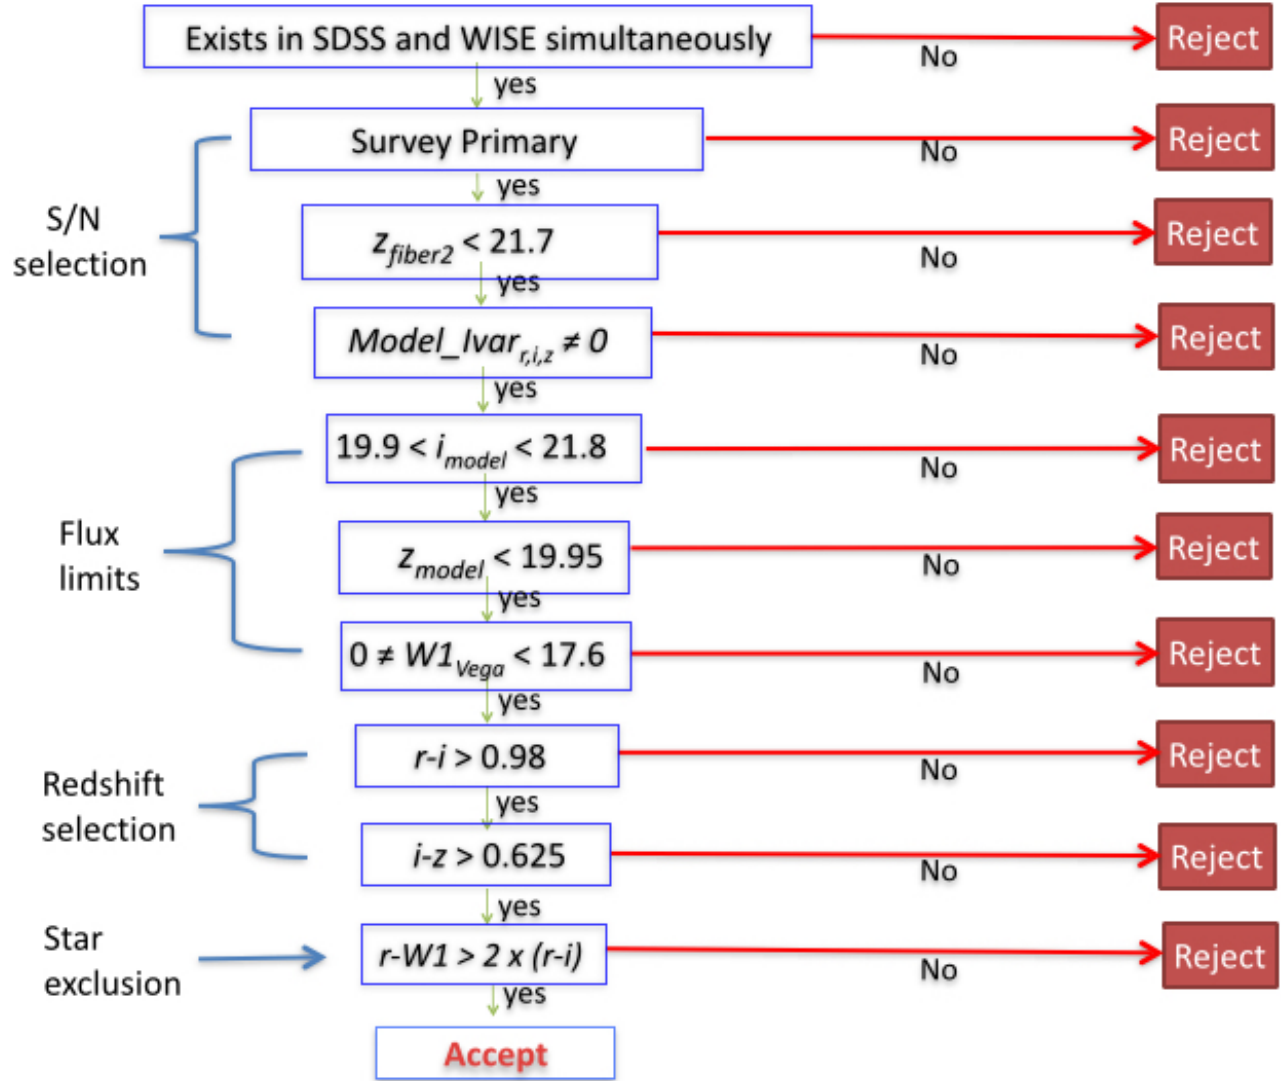 Exists in SDSS and WISE simultaneously
No
Reject
yes
S/N
selection
Survey Primary
No
Reject
yes
z_fiber2 < 21.7
No
Reject
yes
Model_Ivar_r,i,z ≠ 0
No
Reject
yes
Flux
limits
19.9 < i_model < 21.8
No
Reject
yes
z_model < 19.95
No
Reject
yes
0 ≠ W1_Vega < 17.6
No
Reject
yes
Redshift
selection
r-i > 0.98
No
Reject
yes
i-z > 0.625
No
Reject
yes
Star
exclusion
r-W1 > 2 x (r-i)
No
Reject
yes
Accept